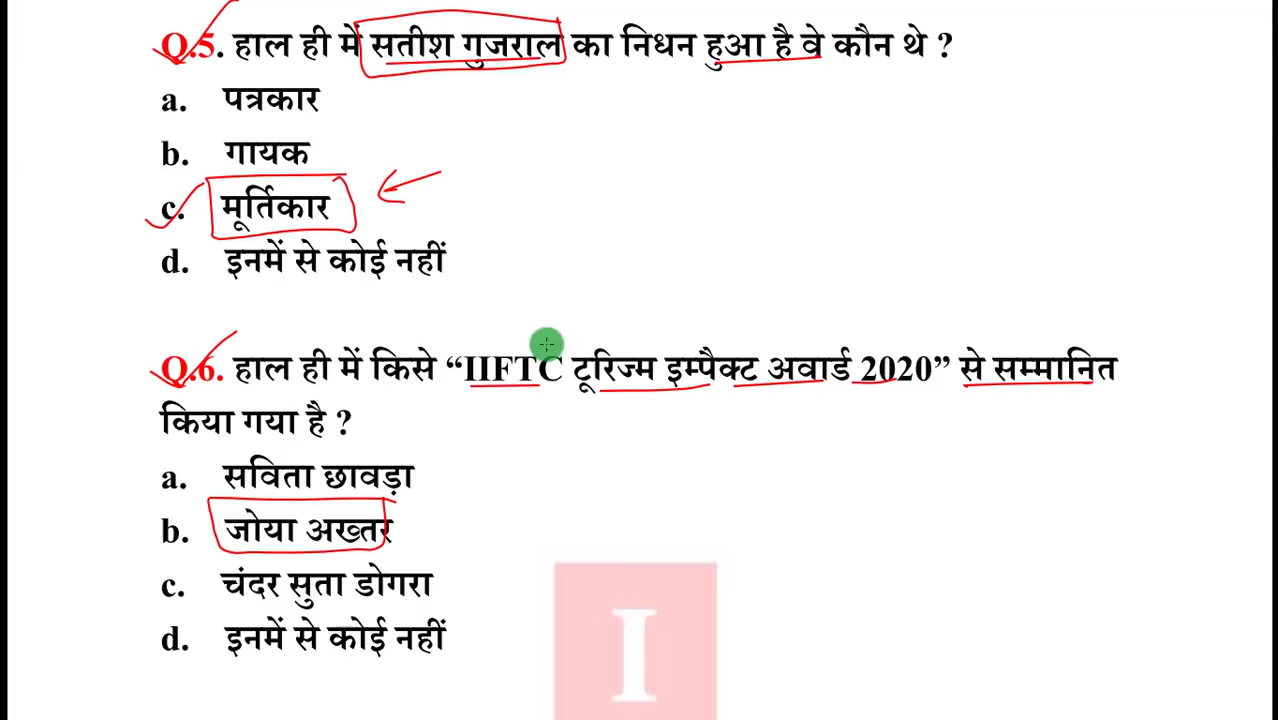 Q.5. हाल ही में सतीश गुजराल का निधन हुआ है वे कौन थे ?
a. पत्रकार
b. गायक
c. मूर्तिकार
d. इनमें से कोई नहीं
Q.6. हाल ही में किसे “IIFTC टूरिज्म इम्पैक्ट अवार्ड 2020” से सम्मानित
किया गया है ?
a. सविता छावड़ा
b. जोया अख्तर
c. चंदर सुता डोगरा
d. इनमें से कोई नहीं
I